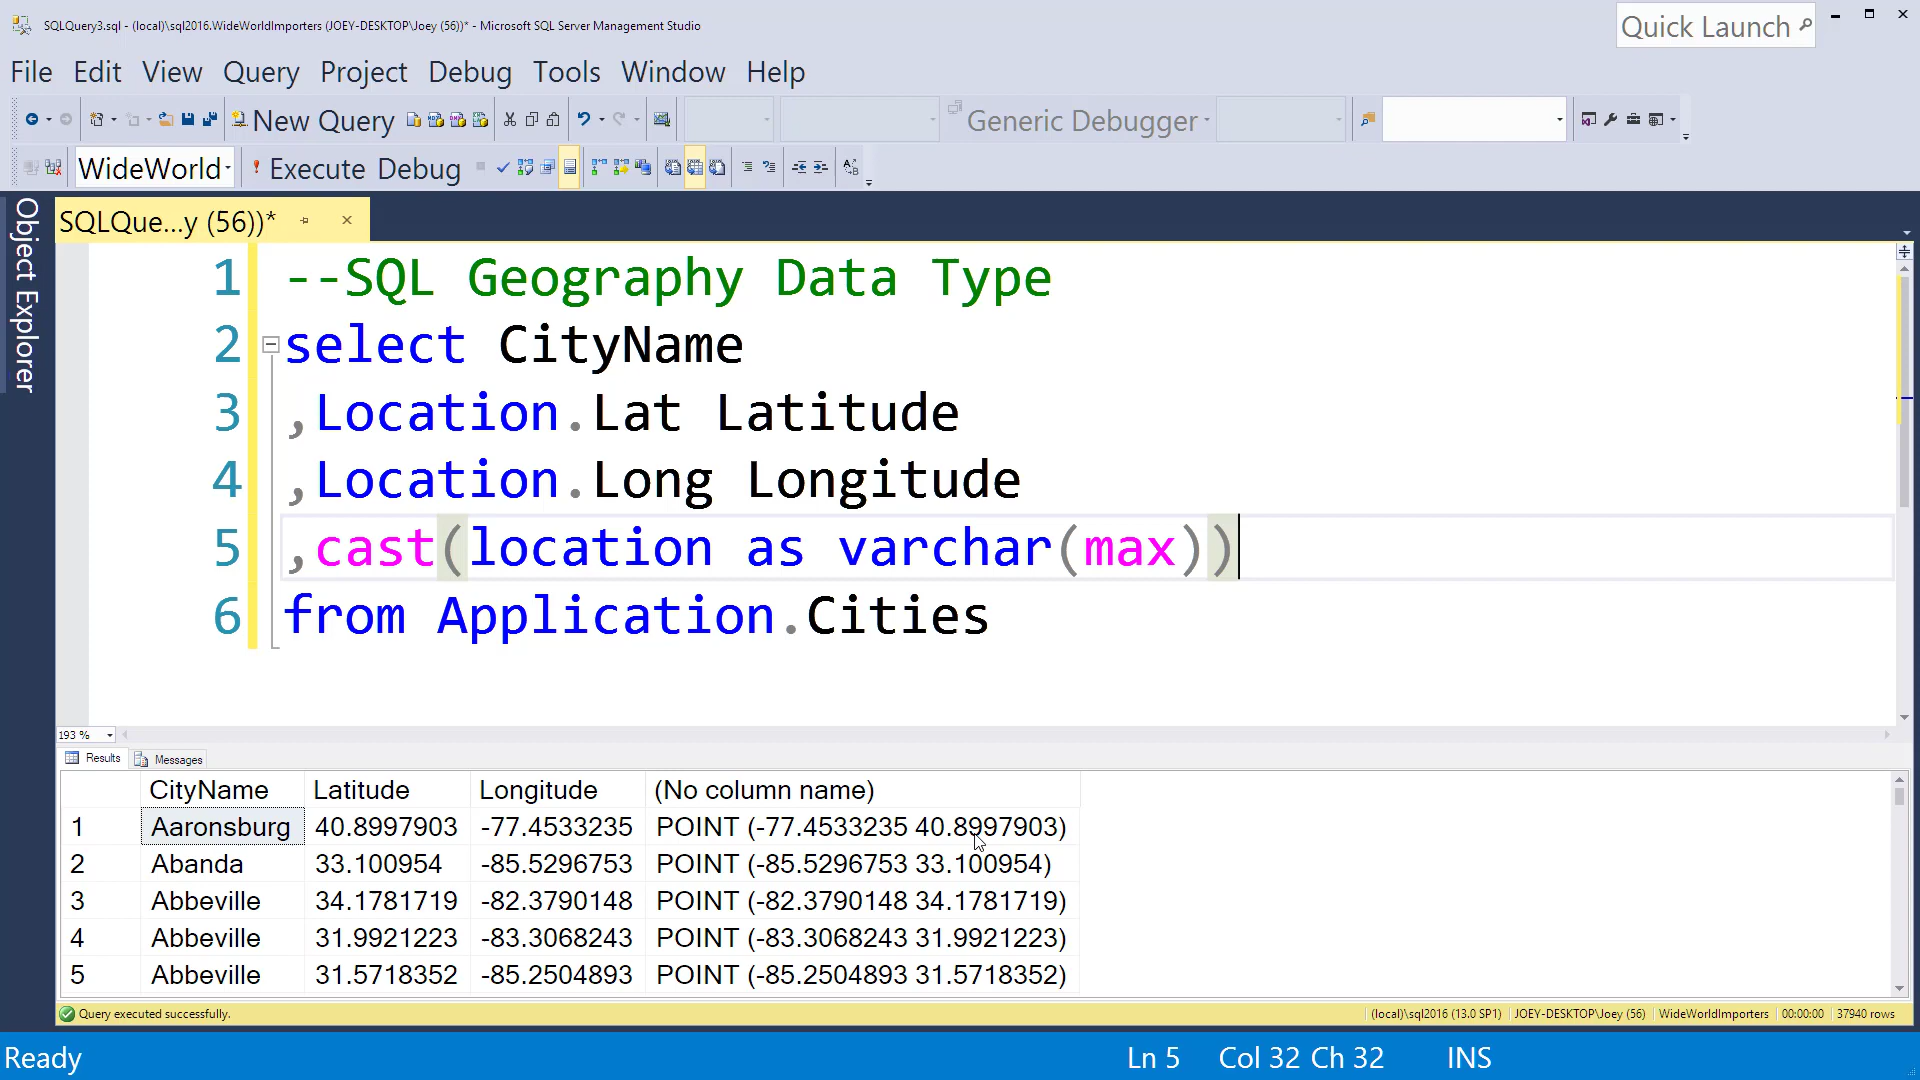 SQLQuery3.sql - (local)\sql2016.WideWorldImporters (JOEY-DESKTOP\Joey (56))* - Microsoft SQL Server Management Studio
Quick Launch
File Edit View Query Project Debug Tools Window Help
New Query Generic Debugger
WideWorld Execute Debug
Object Explorer
SQLQue...y (56))*
1 --SQL Geography Data Type
2 select CityName
3 ,Location.Lat Latitude
4 ,Location.Long Longitude
5 ,cast(location as varchar(max))
6 from Application.Cities
193 %
Results Messages
CityName Latitude Longitude (No column name)
1 Aaronsburg 40.8997903 -77.4533235 POINT (-77.4533235 40.8997903)
2 Abanda 33.100954 -85.5296753 POINT (-85.5296753 33.100954)
3 Abbeville 34.1781719 -82.3790148 POINT (-82.3790148 34.1781719)
4 Abbeville 31.9921223 -83.3068243 POINT (-83.3068243 31.9921223)
5 Abbeville 31.5718352 -85.2504893 POINT (-85.2504893 31.5718352)
Query executed successfully. (local)\sql2016 (13.0 SP1) JOEY-DESKTOP\Joey (56) WideWorldImporters 00:00:00 37940 rows
Ready Ln 5 Col 32 Ch 32 INS